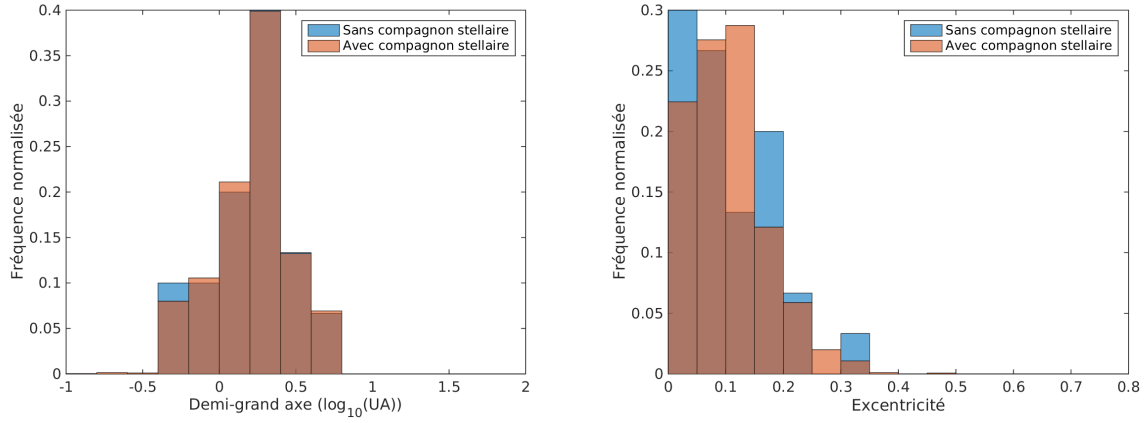 Sans compagnon stellaire
Avec compagnon stellaire
Fréquence normalisée
0.4
0.35
0.3
0.25
0.2
0.15
0.1
0.05
0
-1 -0.5 0 0.5 1 1.5 2
Demi-grand axe (log10(UA))
Sans compagnon stellaire
Avec compagnon stellaire
Fréquence normalisée
0.3
0.25
0.2
0.15
0.1
0.05
0
0 0.1 0.2 0.3 0.4 0.5 0.6 0.7 0.8
Excentricité